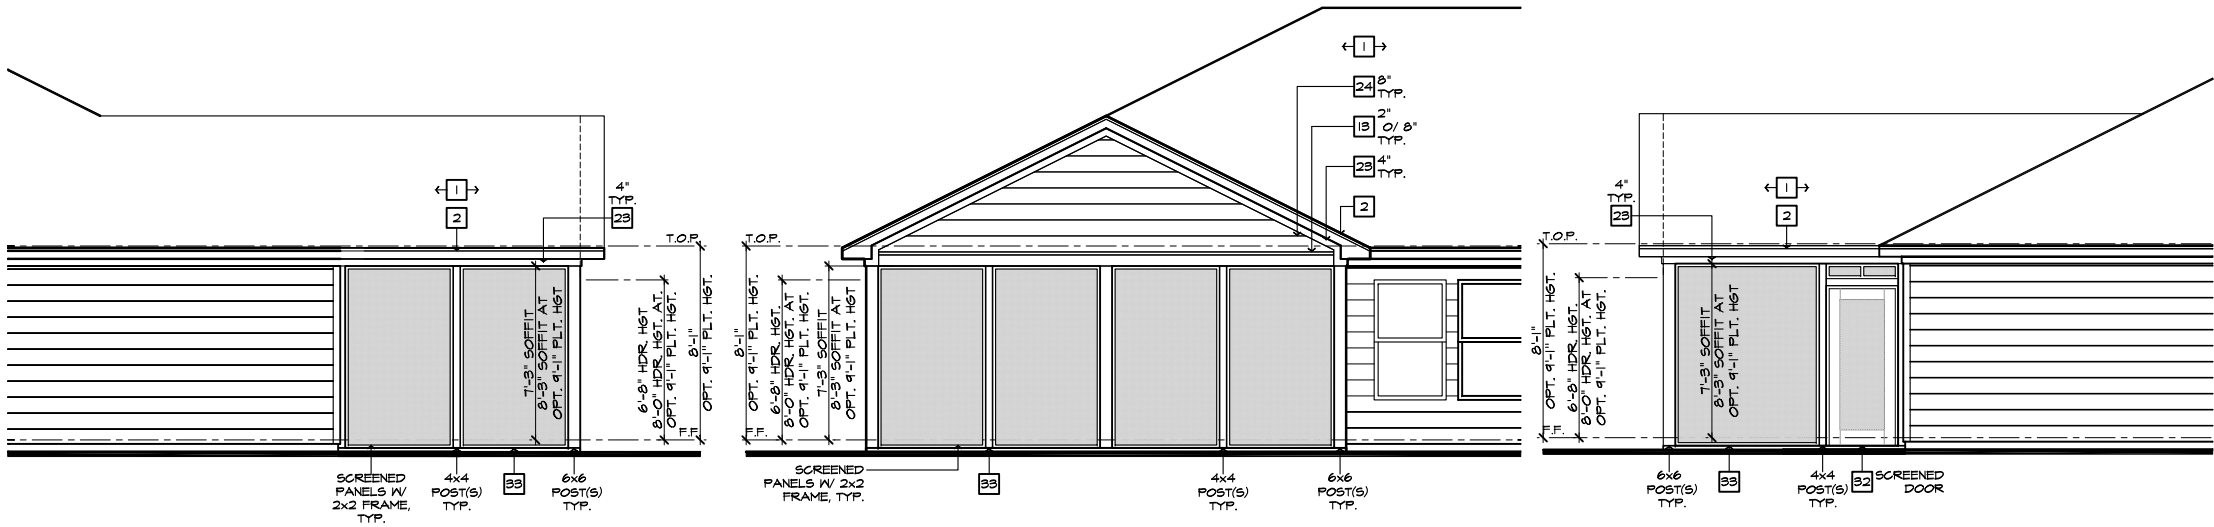 1
2
4"
TYP.
23
T.O.P.
7'-3" SOFFIT
8'-3" SOFFIT AT
OPT. 9'-1" PLT. HGT
6'-8" HDR. HGT
8'-0" HDR. HGT. AT.
OPT. 9'-1" PLT. HGT.
8'-1"
OPT. 9'-1" PLT. HGT.
F.F.
SCREENED
PANELS W/
2x2 FRAME,
TYP.
4x4
POST(S)
TYP.
33
6x6
POST(S)
TYP.
1
24
8"
TYP.
13
2"
O/ 8"
TYP.
23
4"
TYP.
2
T.O.P.
8'-1"
OPT. 9'-1" PLT. HGT.
6'-8" HDR. HGT.
8'-0" HDR. HGT. AT
OPT. 9'-1" PLT. HGT.
7'-3" SOFFIT
8'-3" SOFFIT AT
OPT. 9'-1" PLT. HGT
F.F.
SCREENED
PANELS W/ 2x2
FRAME, TYP.
33
4x4
POST(S)
TYP.
6x6
POST(S)
TYP.
4"
TYP.
23
1
2
T.O.P.
8'-1"
OPT. 9'-1" PLT. HGT.
6'-8" HDR. HGT.
8'-0" HDR. HGT. AT
OPT. 9'-1" PLT. HGT.
7'-3" SOFFIT
8'-3" SOFFIT AT
OPT. 9'-1" PLT. HGT
F.F.
6x6
POST(S)
TYP.
33
4x4
POST(S)
TYP.
32
SCREENED
DOOR